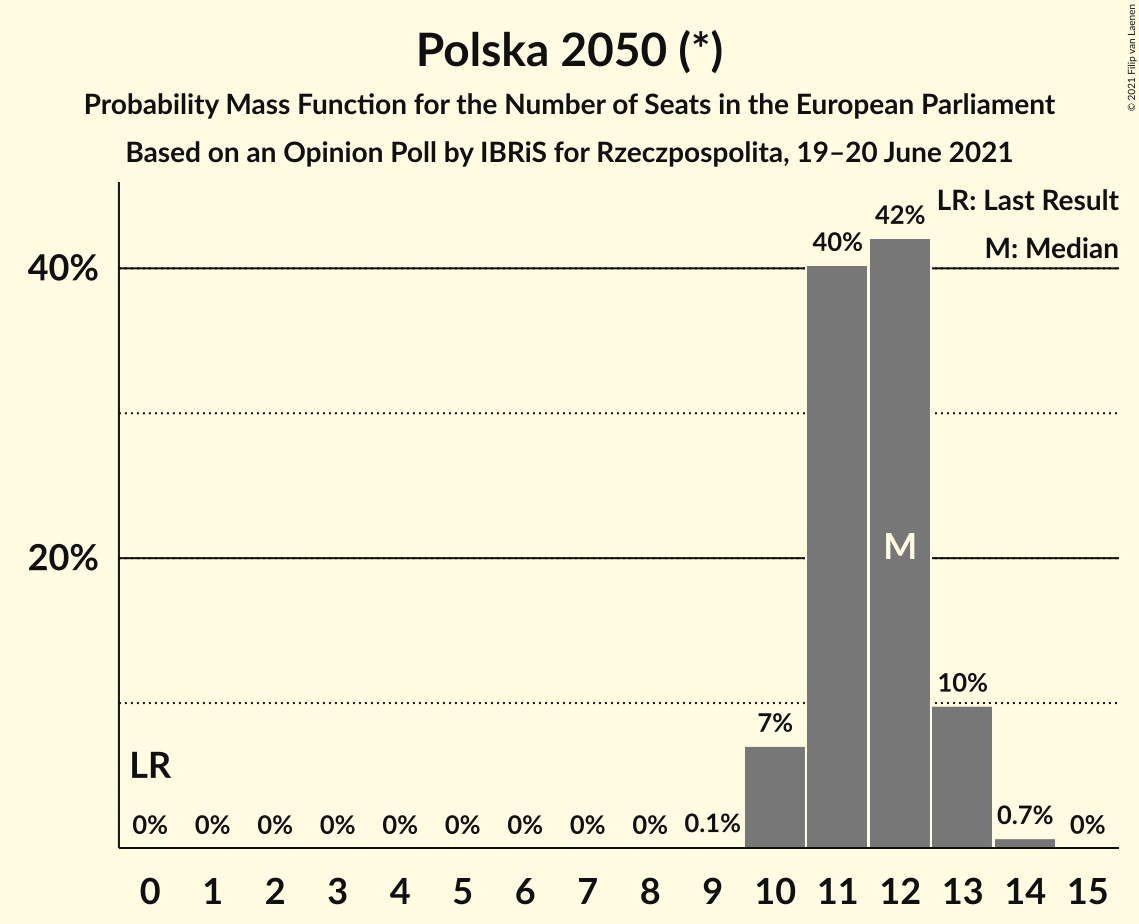 Polska 2050 (*)
Probability Mass Function for the Number of Seats in the European Parliament
Based on an Opinion Poll by IBRiS for Rzeczpospolita, 19–20 June 2021
© 2021 Filip van Laenen
LR: Last Result
M: Median
40%
20%
42%
40%
M
10%
7%
LR
0% 0% 0% 0% 0% 0% 0% 0% 0% 0.1% 0.7% 0%
0 1 2 3 4 5 6 7 8 9 10 11 12 13 14 15